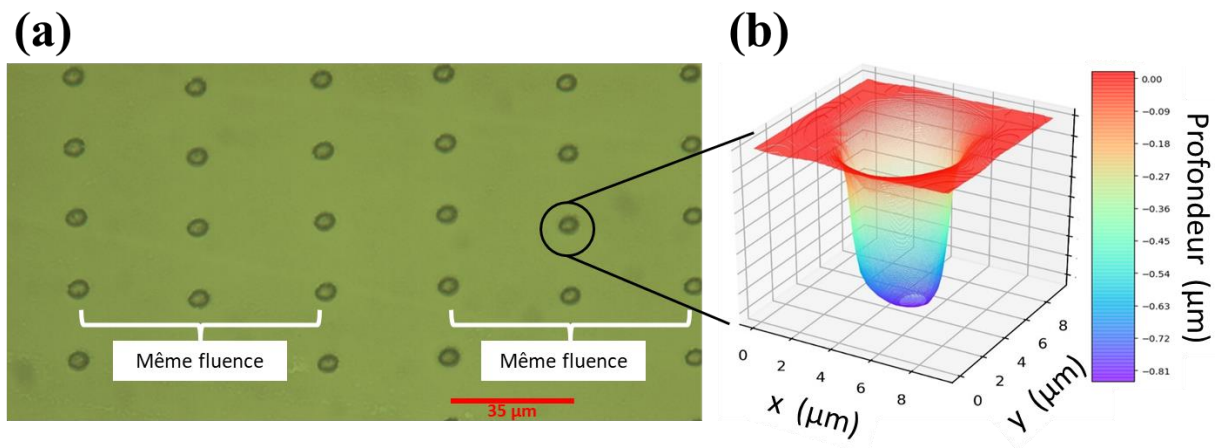 (a)
(b)
Même fluence
Même fluence
35 µm
0.00
−0.09
−0.18
−0.27
−0.36
−0.45
−0.54
−0.63
−0.72
−0.81
Profondeur (µm)
0
2
4
6
8
x (µm)
0
2
4
6
8
y (µm)